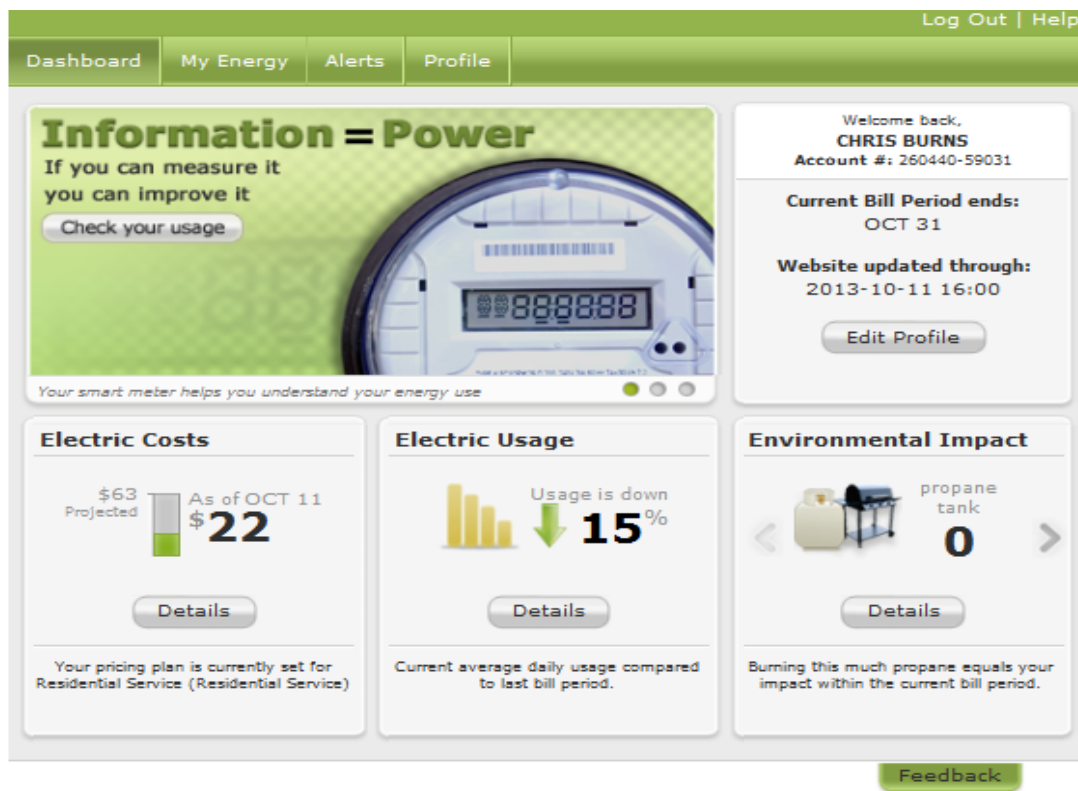 Log Out | Help
Dashboard
My Energy
Alerts
Profile
Information = Power
If you can measure it
you can improve it
Check your usage
Your smart meter helps you understand your energy use
Welcome back,
CHRIS BURNS
Account #: 260440-59031
Current Bill Period ends:
OCT 31
Website updated through:
2013-10-11 16:00
Edit Profile
Electric Costs
$63
Projected
As of OCT 11
$22
Details
Your pricing plan is currently set for
Residential Service (Residential Service)
Electric Usage
Usage is down
15%
Details
Current average daily usage compared
to last bill period.
Environmental Impact
propane
tank
0
Details
Burning this much propane equals your
impact within the current bill period.
Feedback